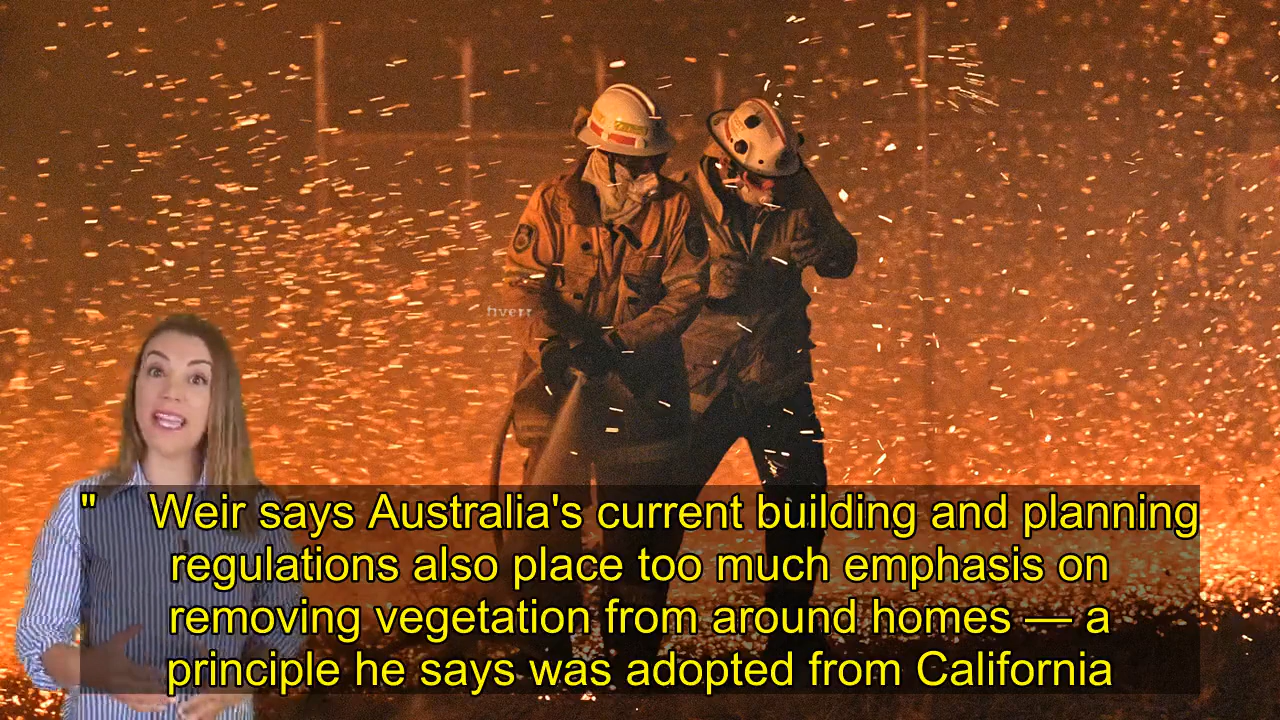 fiverr
" Weir says Australia's current building and planning
regulations also place too much emphasis on
removing vegetation from around homes — a
principle he says was adopted from California